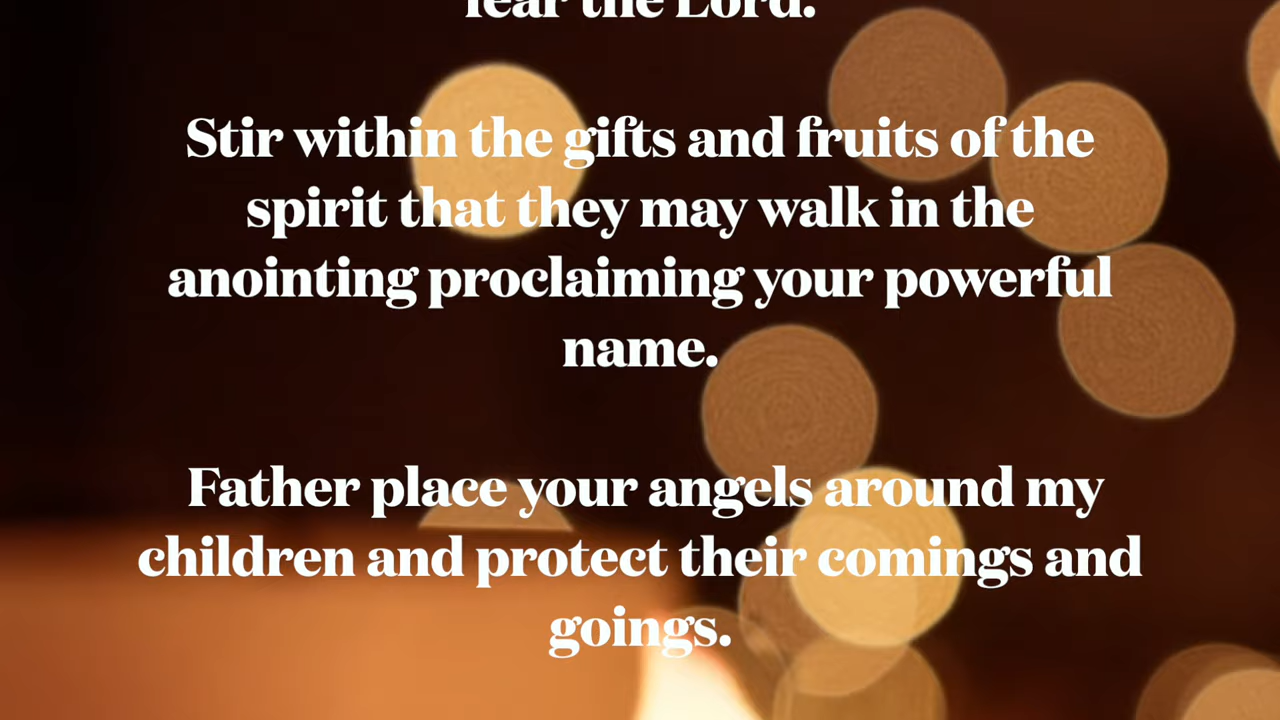 fear the Lord.
Stir within the gifts and fruits of the
spirit that they may walk in the
anointing proclaiming your powerful
name.
Father place your angels around my
children and protect their comings and
goings.